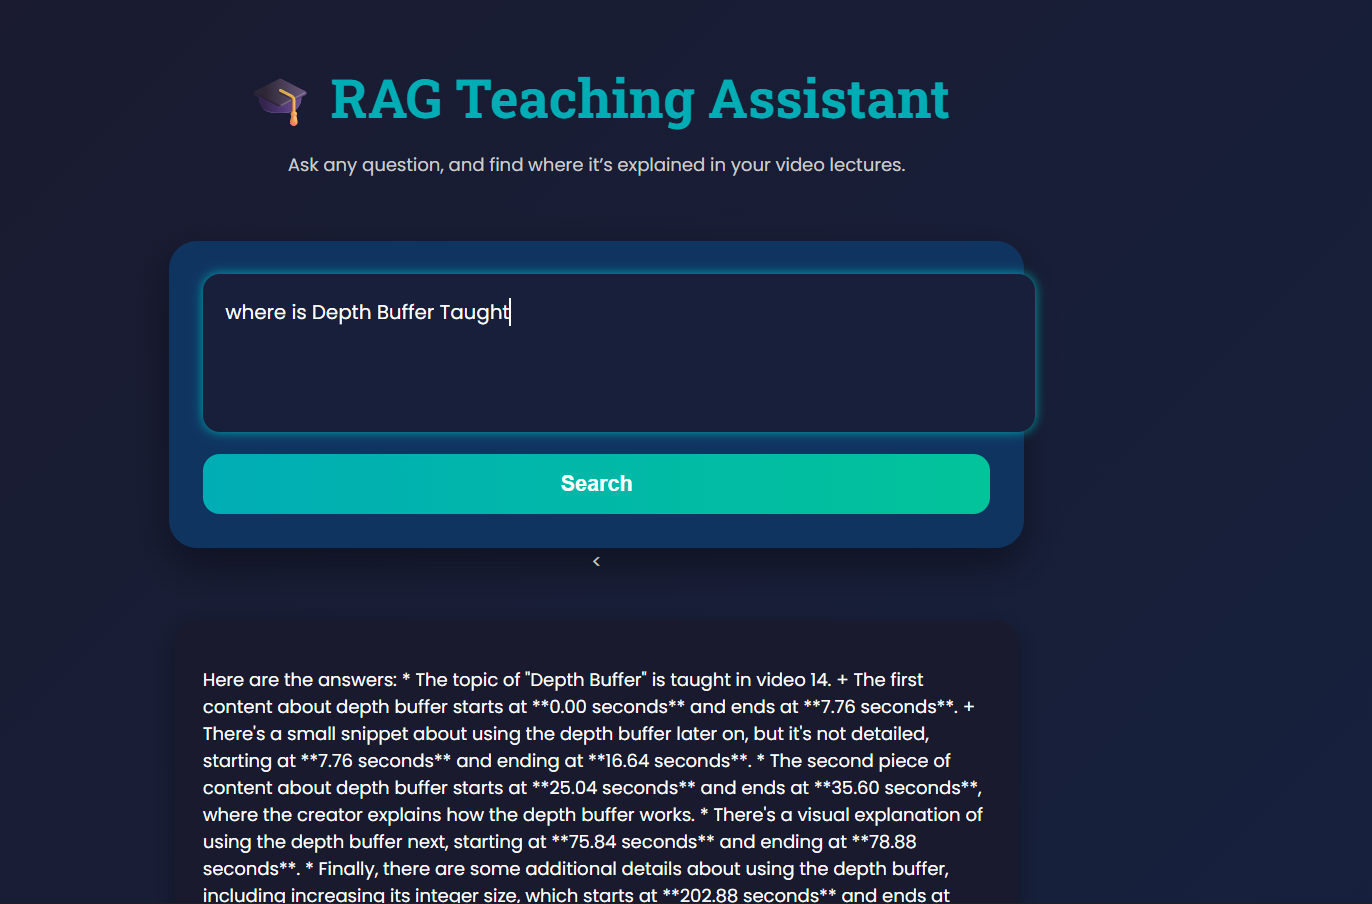 RAG Teaching Assistant
Ask any question, and find where it’s explained in your video lectures.
where is Depth Buffer Taught
Search
<
Here are the answers: * The topic of "Depth Buffer" is taught in video 14. + The first
content about depth buffer starts at **0.00 seconds** and ends at **7.76 seconds**. +
There's a small snippet about using the depth buffer later on, but it's not detailed,
starting at **7.76 seconds** and ending at **16.64 seconds**. * The second piece of
content about depth buffer starts at **25.04 seconds** and ends at **35.60 seconds**,
where the creator explains how the depth buffer works. * There's a visual explanation of
using the depth buffer next, starting at **75.84 seconds** and ending at **78.88
seconds**. * Finally, there are some additional details about using the depth buffer,
including increasing its integer size, which starts at **202.88 seconds** and ends at